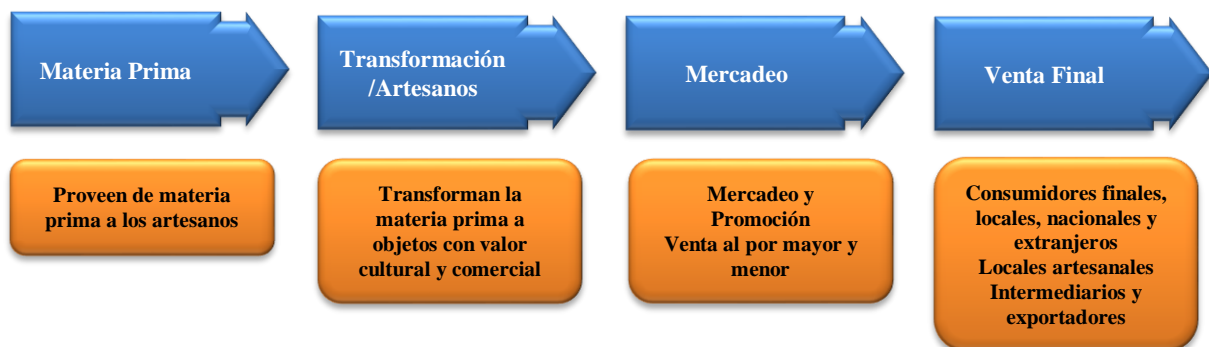 Materia Prima
Transformación
/Artesanos
Mercadeo
Venta Final
Proveen de materia
prima a los artesanos
Transforman la
materia prima a
objetos con valor
cultural y comercial
Mercadeo y
Promoción
Venta al por mayor y
menor
Consumidores finales,
locales, nacionales y
extranjeros
Locales artesanales
Intermediarios y
exportadores